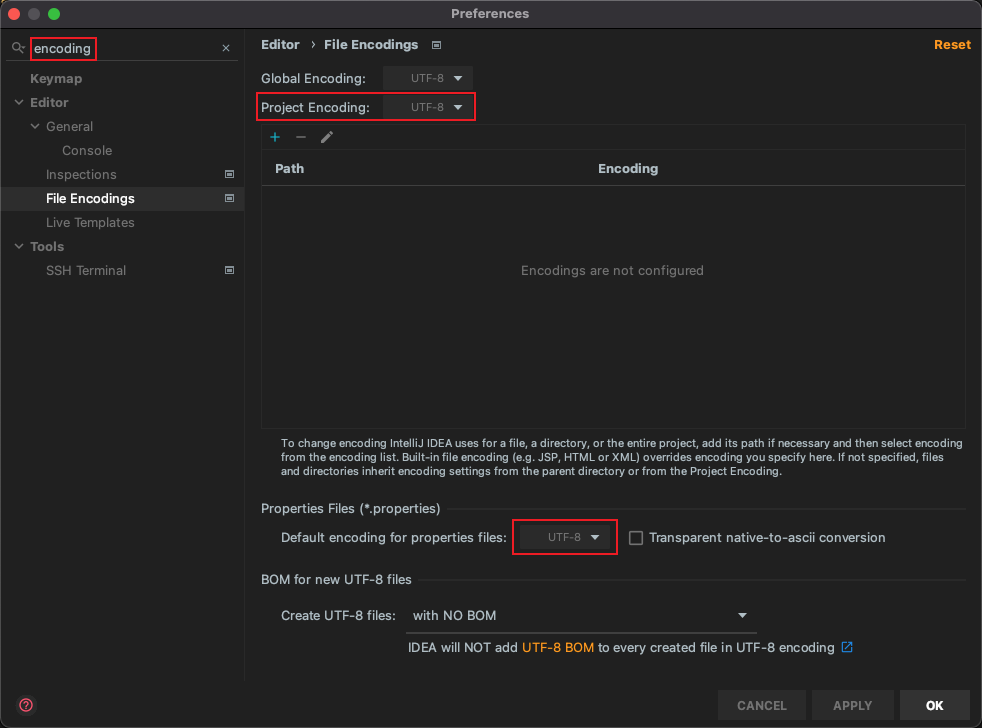 Preferences
encoding
Keymap
Editor
General
Console
Inspections
File Encodings
Live Templates
Tools
SSH Terminal
Editor › File Encodings
Reset
Global Encoding: UTF-8
Project Encoding: UTF-8
Path Encoding
Encodings are not configured
To change encoding IntelliJ IDEA uses for a file, a directory, or the entire project, add its path if necessary and then select encoding
from the encoding list. Built-in file encoding (e.g. JSP, HTML or XML) overrides encoding you specify here. If not specified, files
and directories inherit encoding settings from the parent directory or from the Project Encoding.
Properties Files (*.properties)
Default encoding for properties files: UTF-8 Transparent native-to-ascii conversion
BOM for new UTF-8 files
Create UTF-8 files: with NO BOM
IDEA will NOT add UTF-8 BOM to every created file in UTF-8 encoding
?
CANCEL APPLY OK